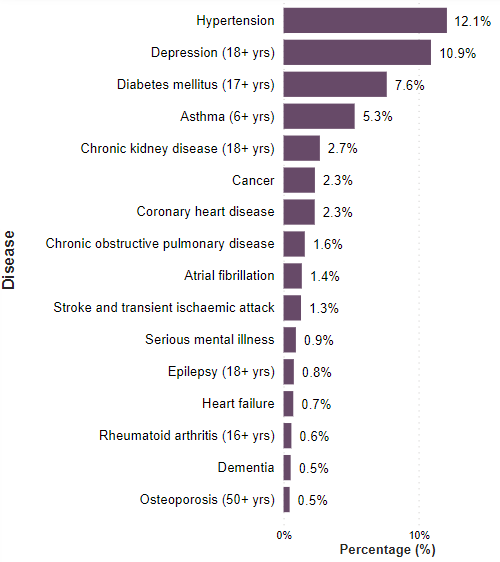 Hypertension 12.1%
Depression (18+ yrs) 10.9%
Diabetes mellitus (17+ yrs) 7.6%
Asthma (6+ yrs) 5.3%
Chronic kidney disease (18+ yrs) 2.7%
Cancer 2.3%
Coronary heart disease 2.3%
Chronic obstructive pulmonary disease 1.6%
Atrial fibrillation 1.4%
Stroke and transient ischaemic attack 1.3%
Serious mental illness 0.9%
Epilepsy (18+ yrs) 0.8%
Heart failure 0.7%
Rheumatoid arthritis (16+ yrs) 0.6%
Dementia 0.5%
Osteoporosis (50+ yrs) 0.5%
Disease
0% 10%
Percentage (%)